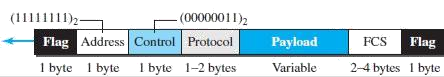 (11111111)2 (00000011)2
Flag Address Control Protocol Payload FCS Flag
1 byte 1 byte 1 byte 1–2 bytes Variable 2–4 bytes 1 byte